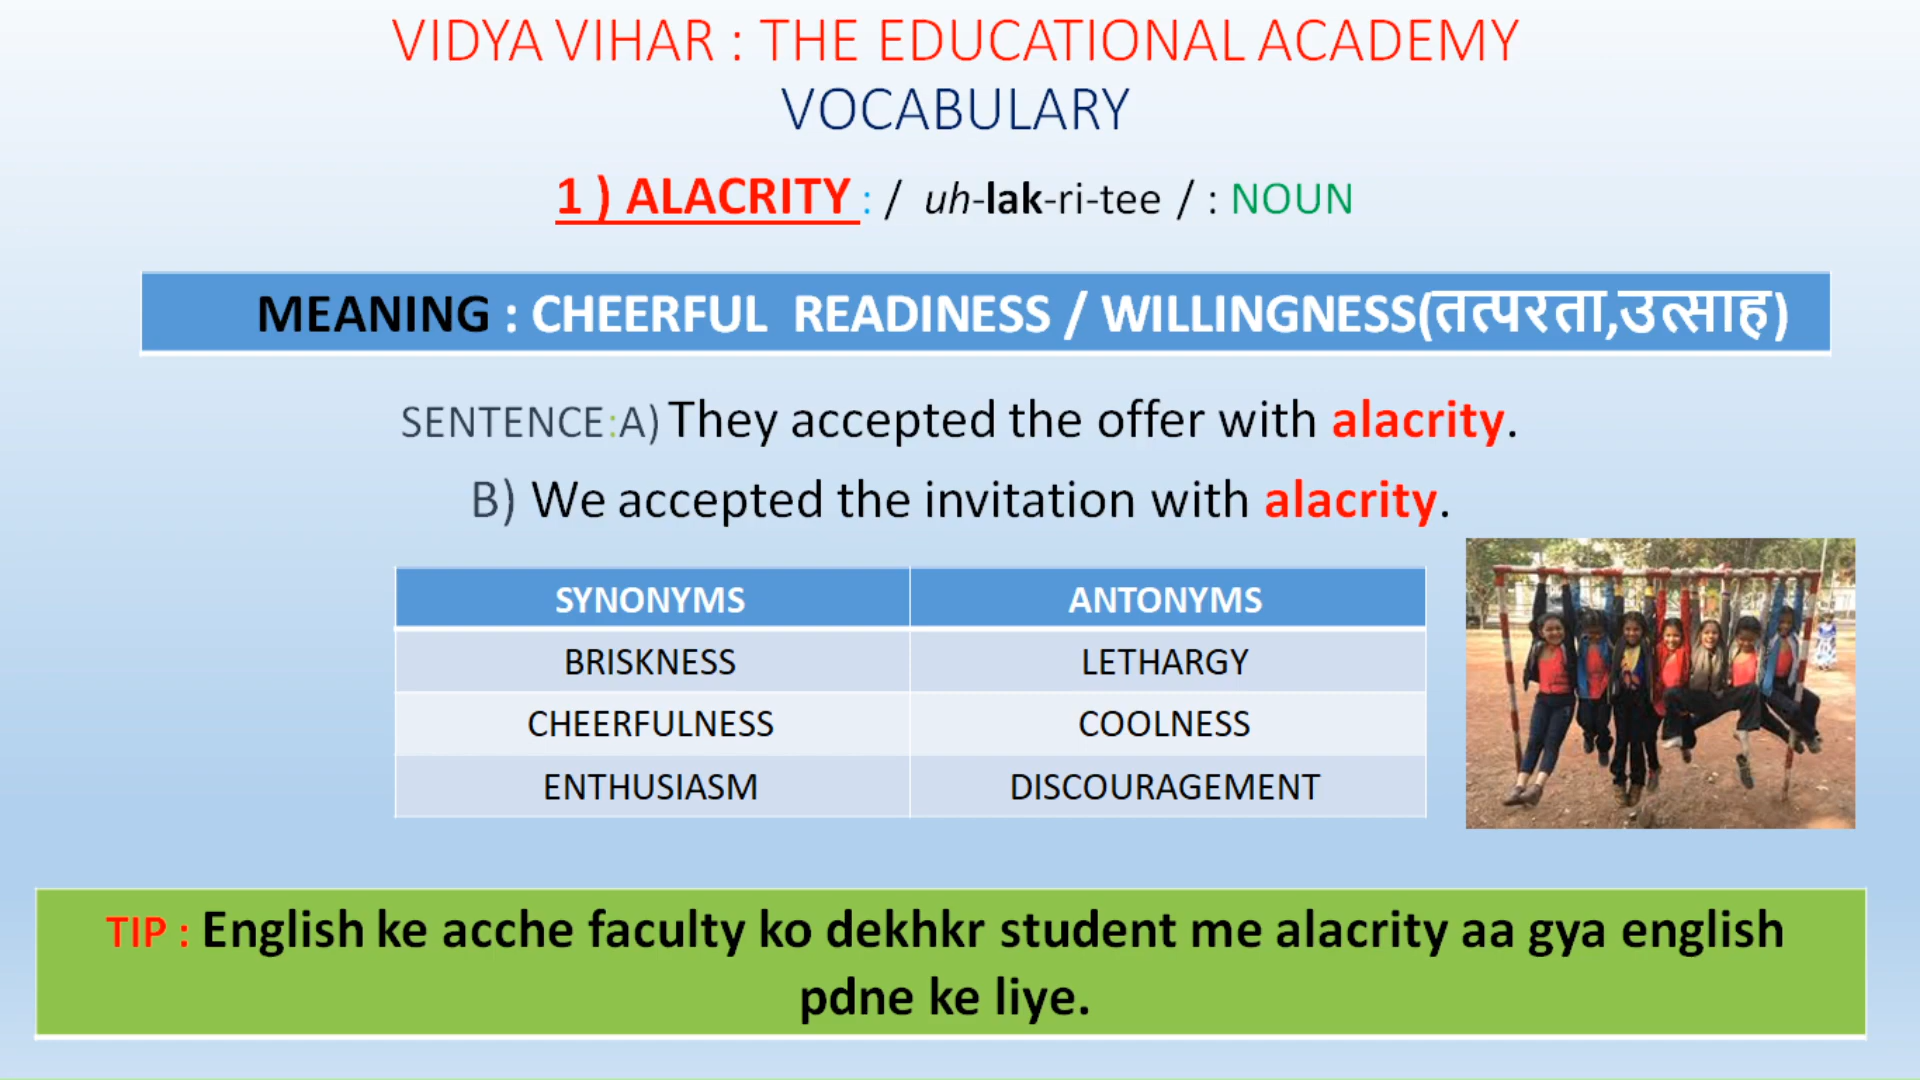 VIDYA VIHAR : THE EDUCATIONAL ACADEMY
VOCABULARY
1 ) ALACRITY : / uh-lak-ri-tee / : NOUN
MEANING : CHEERFUL READINESS / WILLINGNESS(तत्परता,उत्साह)
SENTENCE:A) They accepted the offer with alacrity.
B) We accepted the invitation with alacrity.
SYNONYMS ANTONYMS
BRISKNESS LETHARGY
CHEERFULNESS COOLNESS
ENTHUSIASM DISCOURAGEMENT
TIP : English ke acche faculty ko dekhkr student me alacrity aa gya english
pdne ke liye.